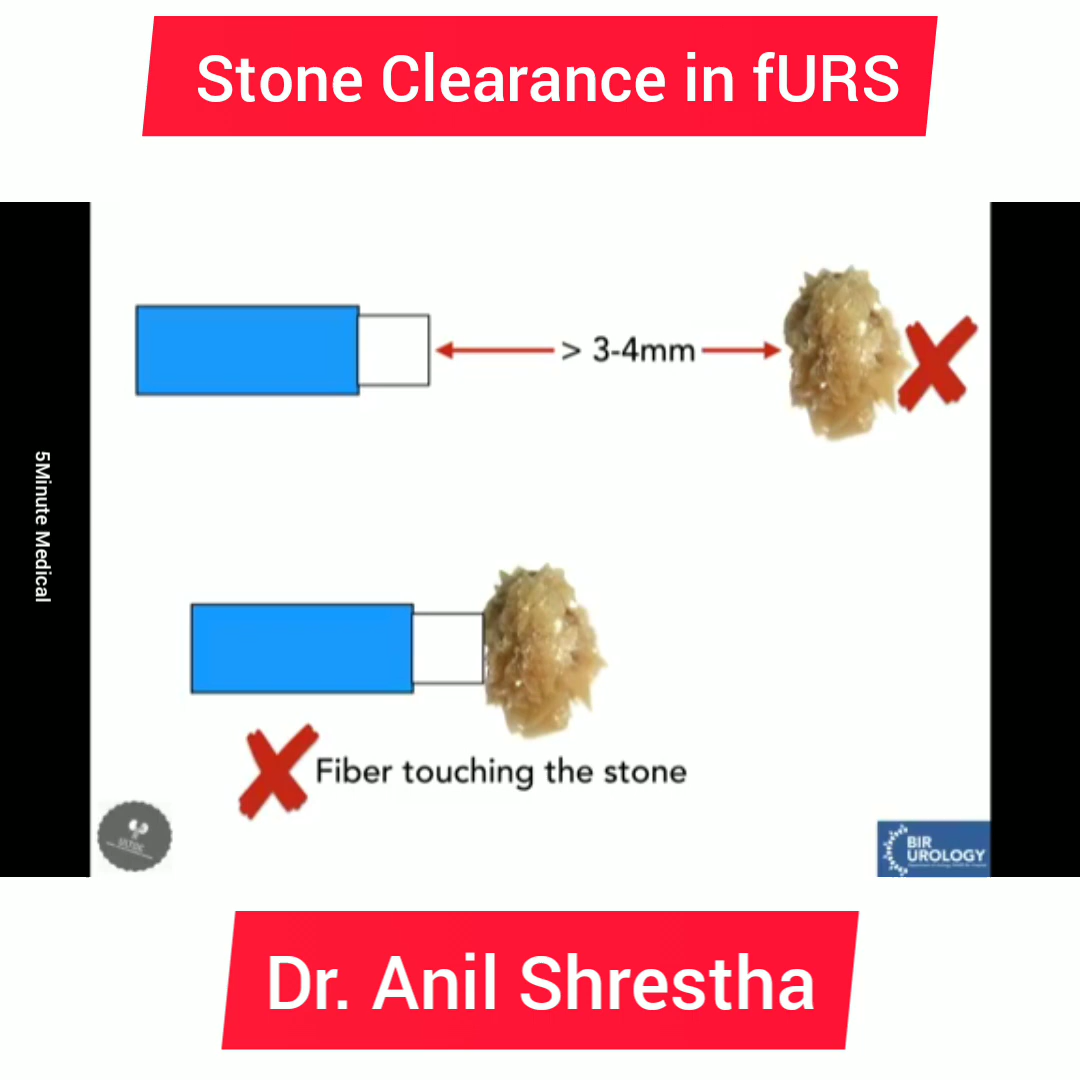 Stone Clearance in fURS
> 3-4mm
5Minute Medical
Fiber touching the stone
BIR
UROLOGY
Dr. Anil Shrestha